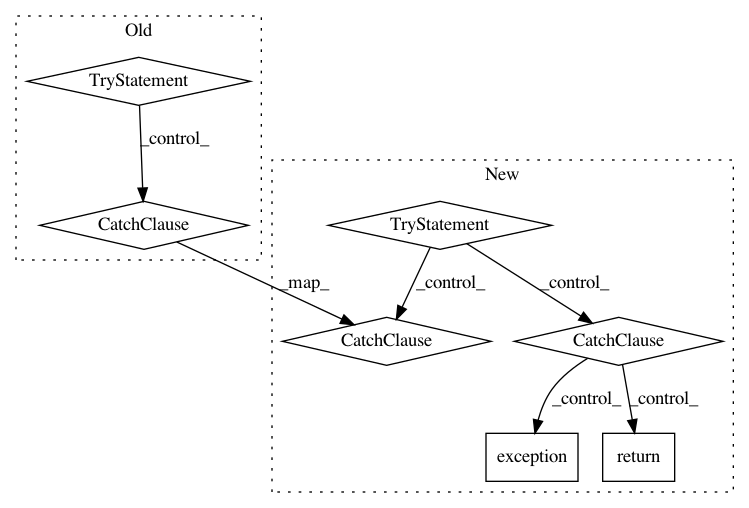 Old
TryStatement
_control_
CatchClause
New
TryStatement
_map_
_control_
_control_
CatchClause
CatchClause
_control_
_control_
exception
return